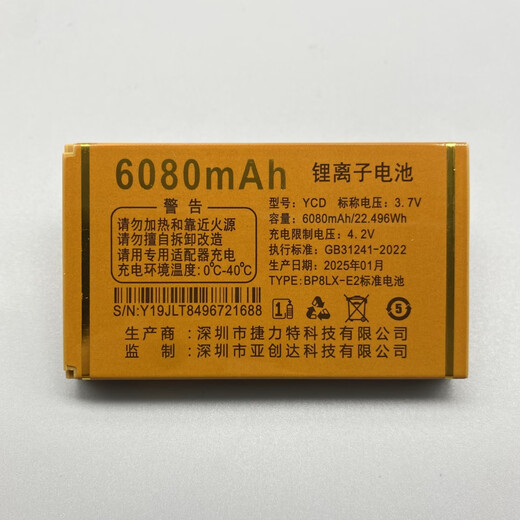 6080mAh
锂离子电池
警告
请勿加热和靠近火源
请勿擅自拆卸改造
请用专用适配器充电
充电环境温度：0℃-40℃
型号：YCD 标称电压：3.7V
容量：6080mAh/22.496Wh
充电限制电压：4.2V
执行标准：GB31241-2022
生产日期：2025年01月
TYPE:BP8LX-E2标准电池
S/N:Y19JLT8496721688
1
5
生产商：深圳市捷力特科技有限公司
监制：深圳市亚创达科技有限公司